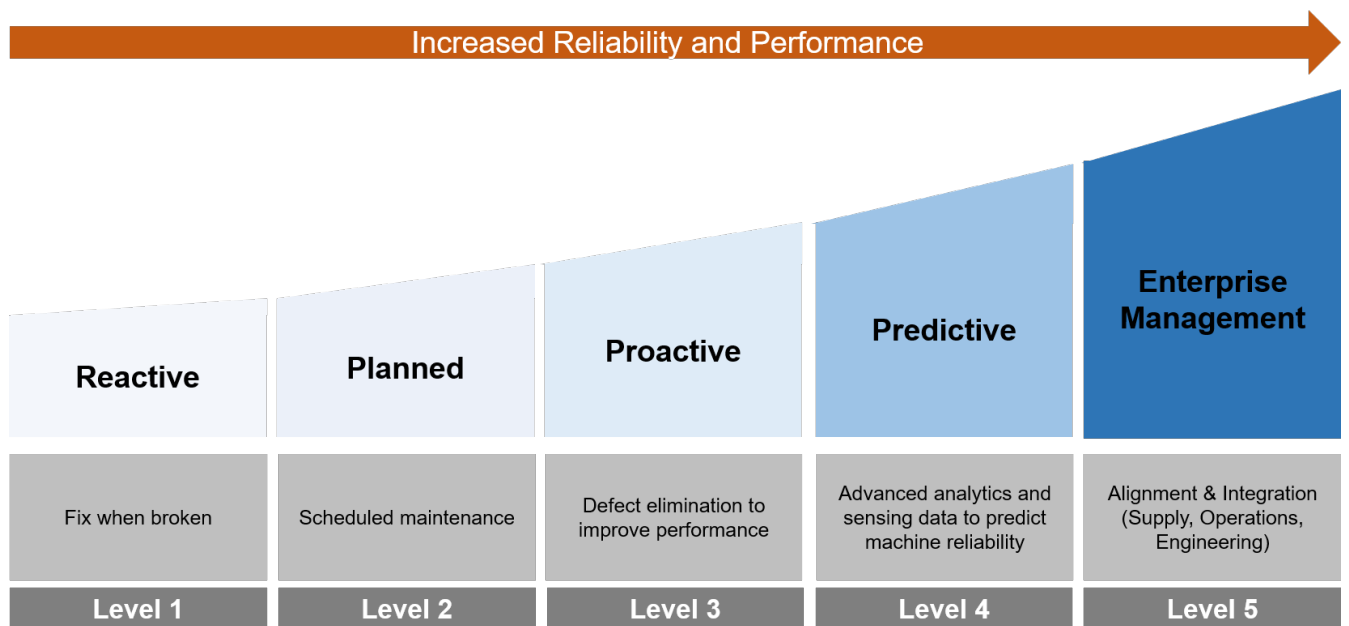 Increased Reliability and Performance
Reactive
Planned
Proactive
Predictive
Enterprise
Management
Fix when broken
Scheduled maintenance
Defect elimination to
improve performance
Advanced analytics and
sensing data to predict
machine reliability
Alignment & Integration
(Supply, Operations,
Engineering)
Level 1
Level 2
Level 3
Level 4
Level 5